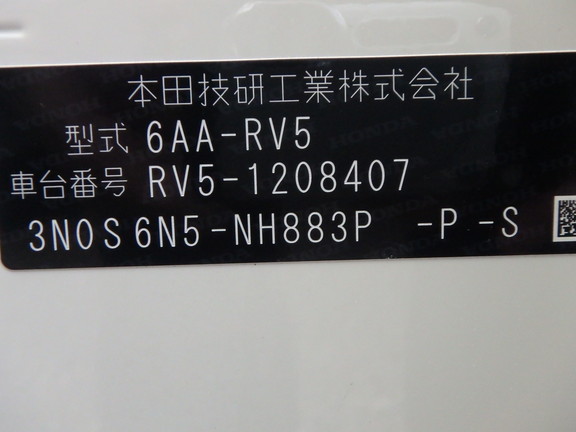 本田技研工業株式会社
型式 6AA-RV5
車台番号 RV5-1208407
3N0S6N5-NH883P -P-S